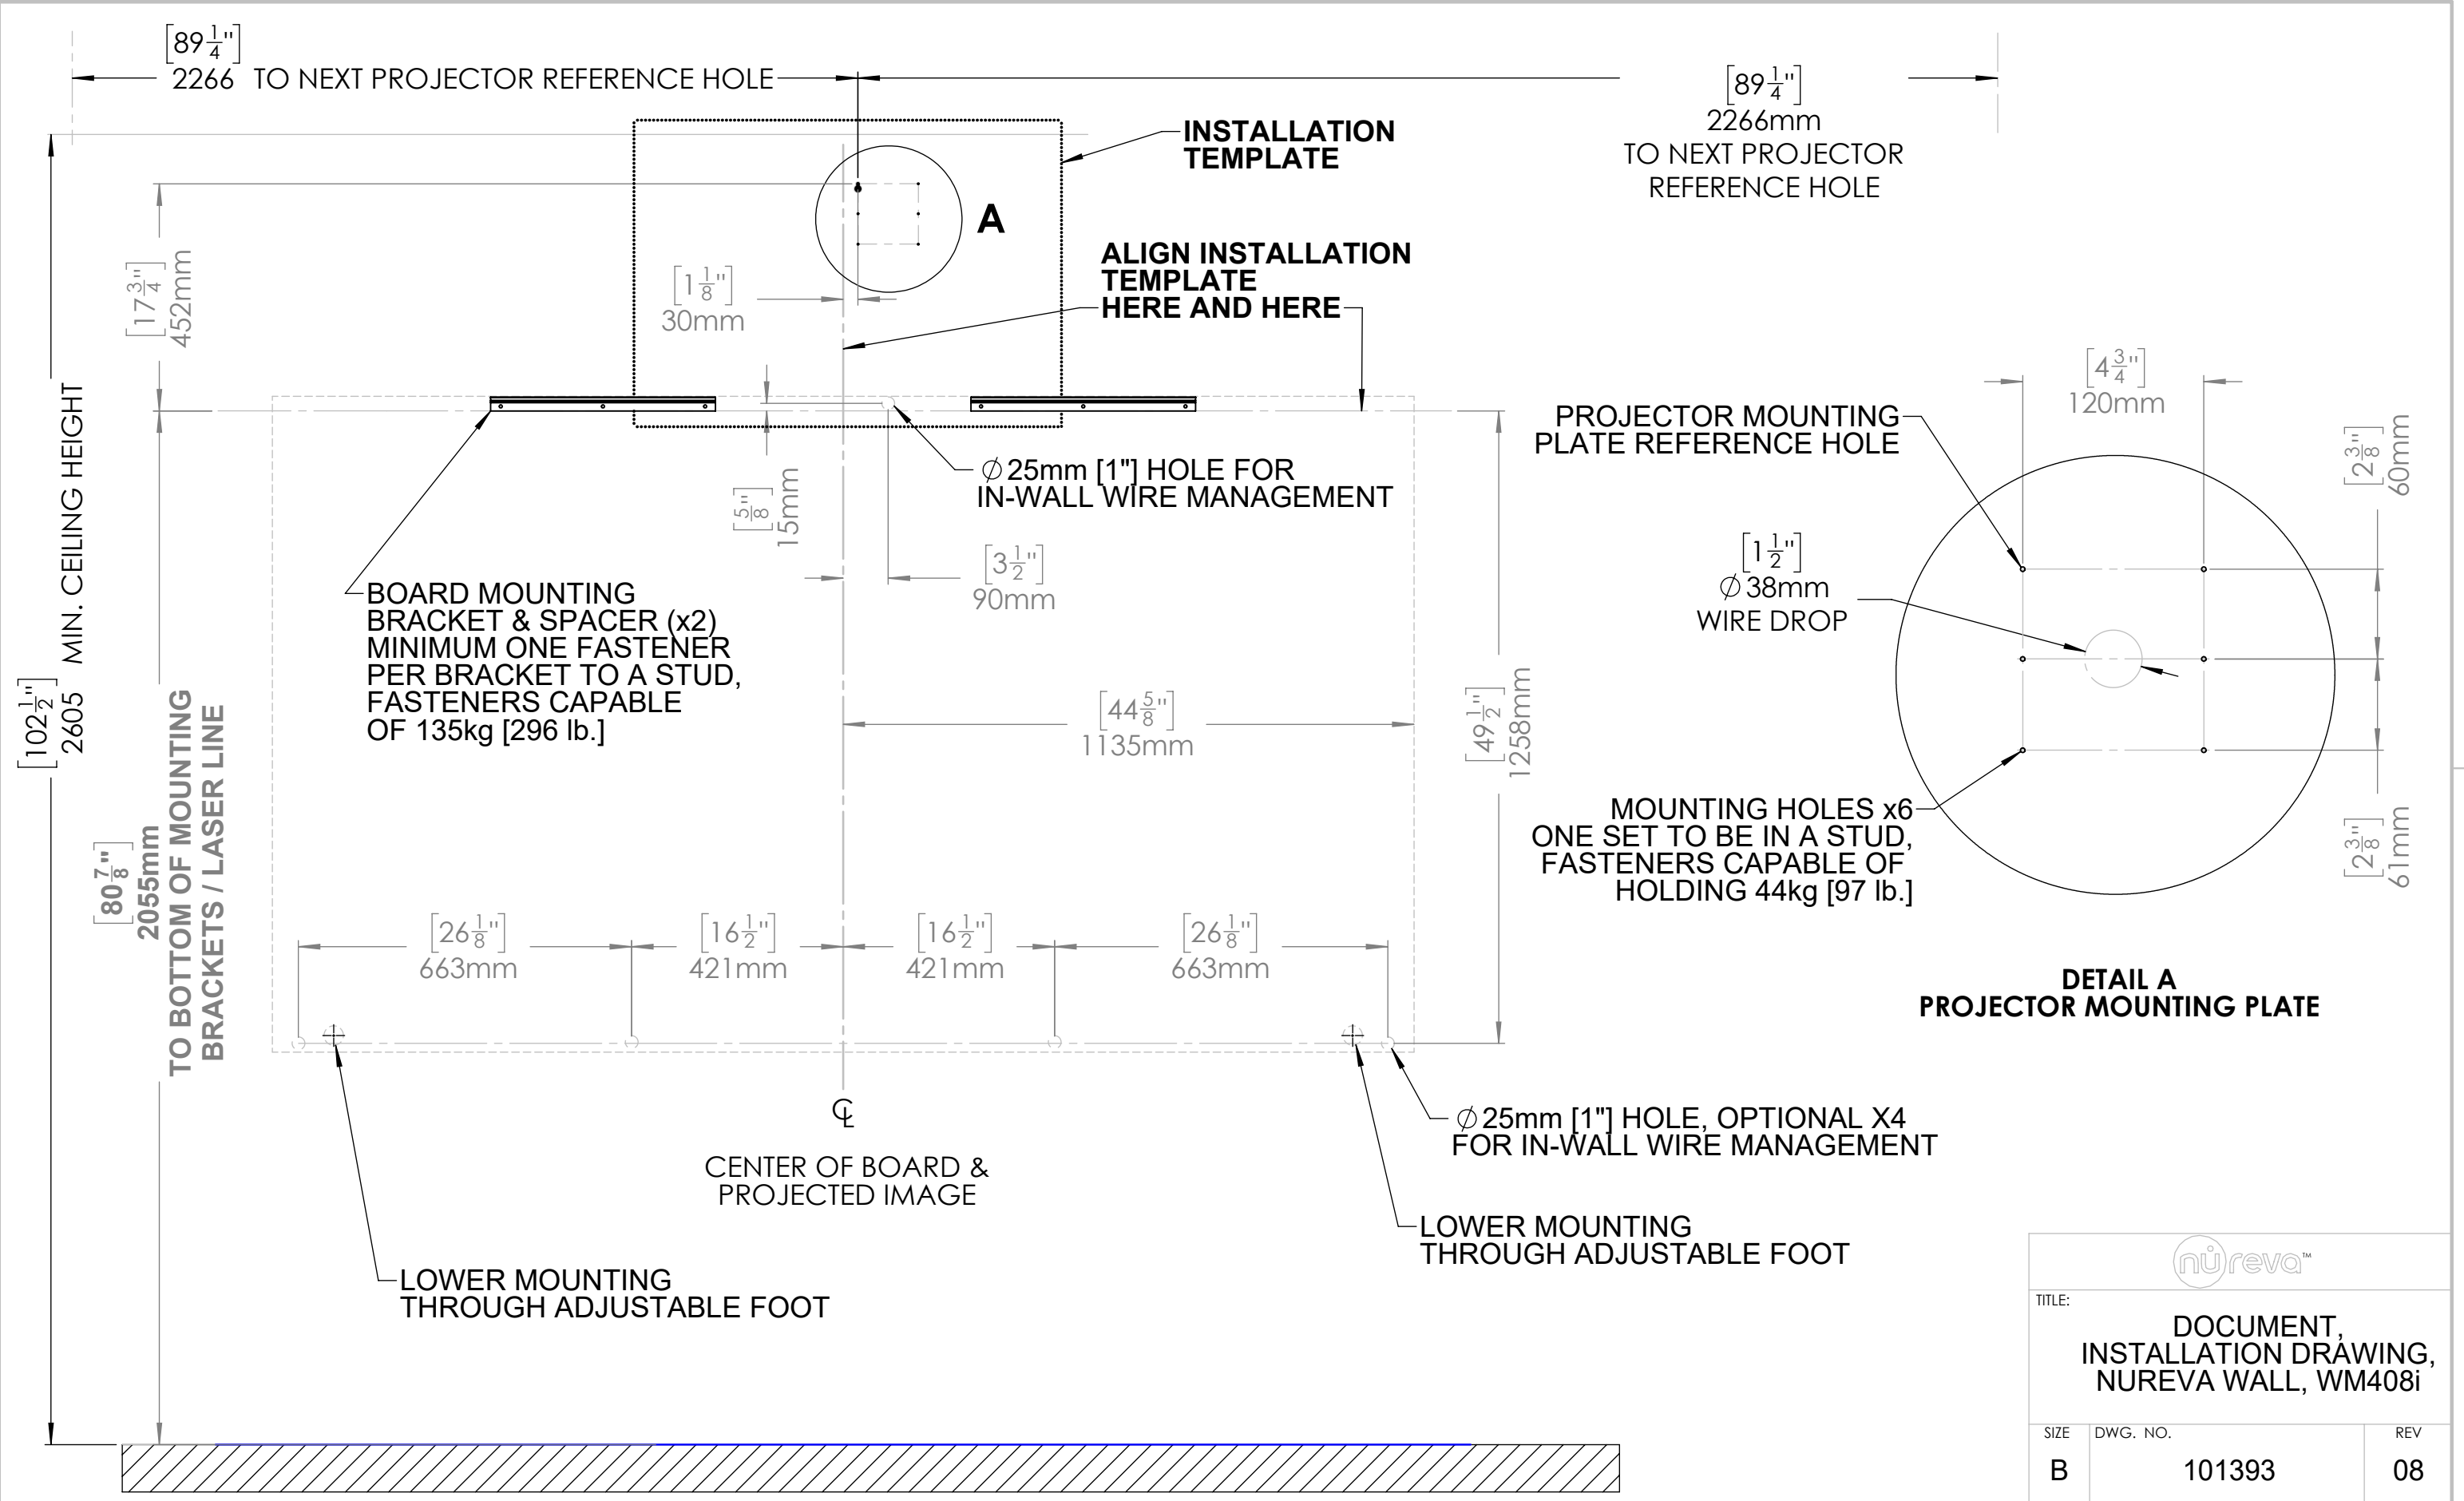 [89 1/4"]
2266 TO NEXT PROJECTOR REFERENCE HOLE
[89 1/4"]
2266mm
TO NEXT PROJECTOR
REFERENCE HOLE
INSTALLATION
TEMPLATE
A
[17 3/4"]
452mm
[1 1/8"]
30mm
ALIGN INSTALLATION
TEMPLATE
HERE AND HERE
[102 1/2"]
2605 MIN. CEILING HEIGHT
[80 7/8"]
2055mm
TO BOTTOM OF MOUNTING
BRACKETS / LASER LINE
BOARD MOUNTING
BRACKET & SPACER (x2)
MINIMUM ONE FASTENER
PER BRACKET TO A STUD,
FASTENERS CAPABLE
OF 135kg [296 lb.]
[5/8"]
15mm
Ø25mm [1"] HOLE FOR
IN-WALL WIRE MANAGEMENT
[3 1/2"]
90mm
[44 5/8"]
1135mm
[49 1/2"]
1258mm
[26 1/8"]
663mm
[16 1/2"]
421mm
[16 1/2"]
421mm
[26 1/8"]
663mm
℄
CENTER OF BOARD &
PROJECTED IMAGE
LOWER MOUNTING
THROUGH ADJUSTABLE FOOT
Ø25mm [1"] HOLE, OPTIONAL X4
FOR IN-WALL WIRE MANAGEMENT
LOWER MOUNTING
THROUGH ADJUSTABLE FOOT
[4 3/4"]
120mm
PROJECTOR MOUNTING
PLATE REFERENCE HOLE
[2 3/8"]
60mm
[1 1/2"]
Ø38mm
WIRE DROP
MOUNTING HOLES x6
ONE SET TO BE IN A STUD,
FASTENERS CAPABLE OF
HOLDING 44kg [97 lb.]
[2 3/8"]
61mm
DETAIL A
PROJECTOR MOUNTING PLATE
nureva™
TITLE:
DOCUMENT,
INSTALLATION DRAWING,
NUREVA WALL, WM408i
SIZE DWG. NO. REV
B 101393 08